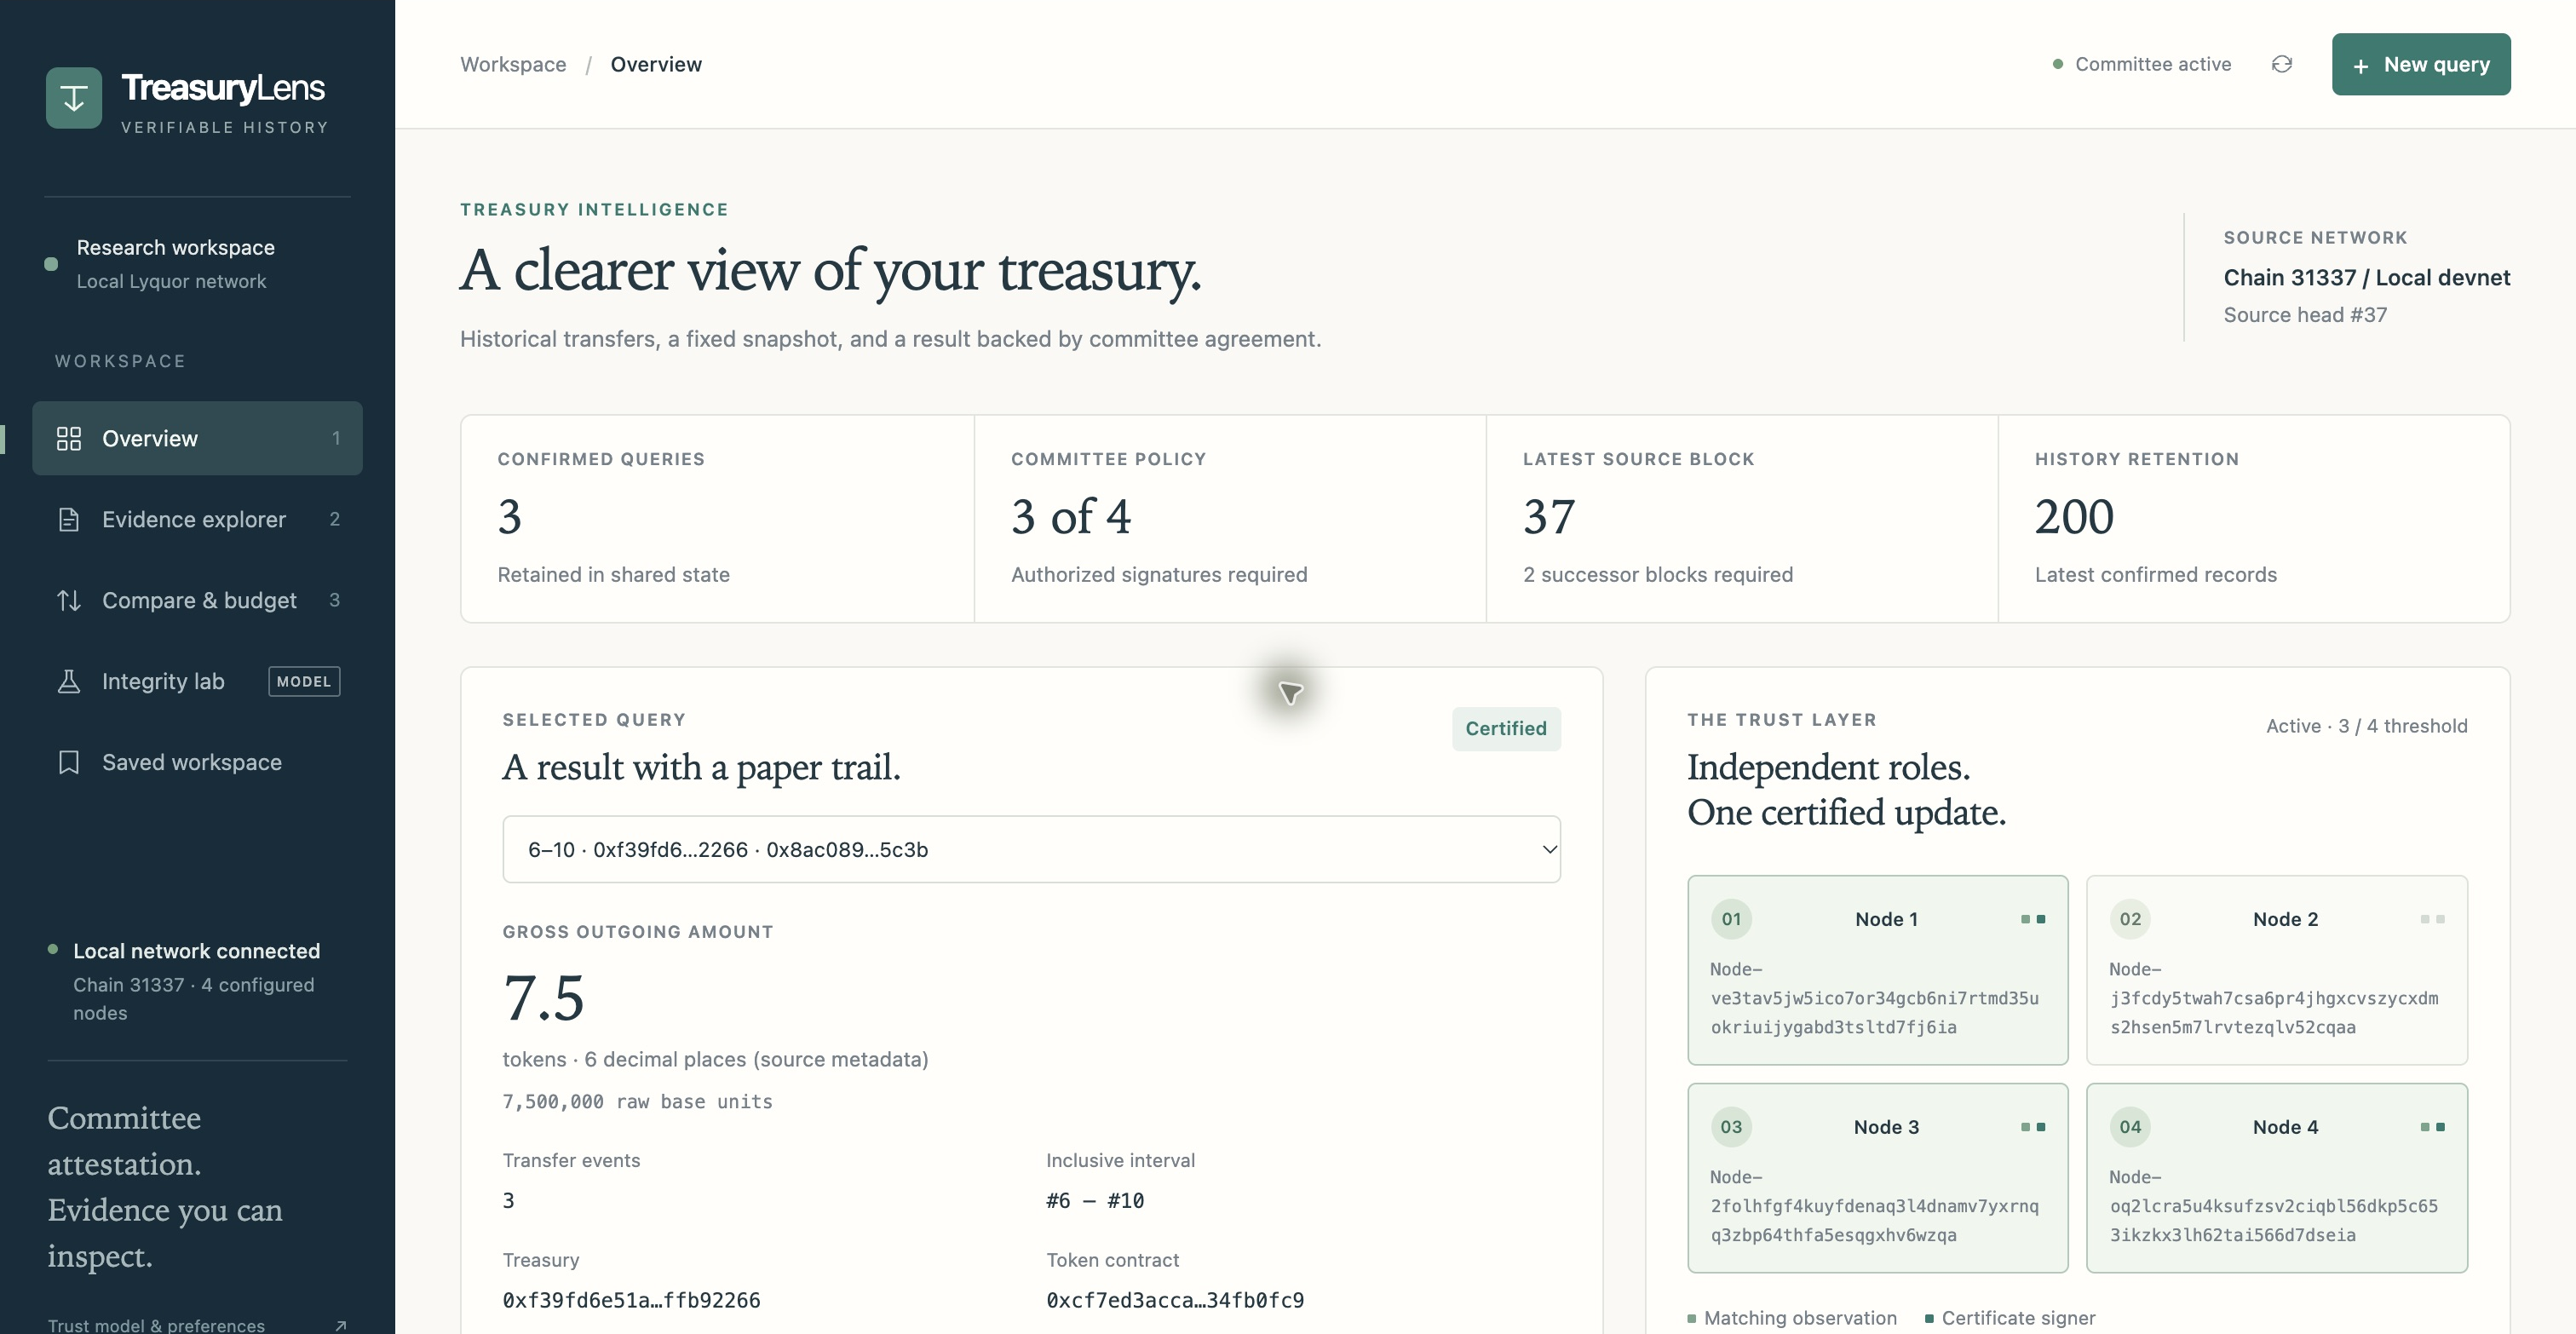 TreasuryLens
VERIFIABLE HISTORY
Research workspace
Local Lyquor network
WORKSPACE
Overview 1
Evidence explorer 2
Compare & budget 3
Integrity lab MODEL
Saved workspace
Local network connected
Chain 31337 · 4 configured
nodes
Committee
attestation.
Evidence you can
inspect.
Trust model & preferences ↗
Workspace / Overview
Committee active
+ New query
TREASURY INTELLIGENCE
A clearer view of your treasury.
Historical transfers, a fixed snapshot, and a result backed by committee agreement.
SOURCE NETWORK
Chain 31337 / Local devnet
Source head #37
CONFIRMED QUERIES
3
Retained in shared state
COMMITTEE POLICY
3 of 4
Authorized signatures required
LATEST SOURCE BLOCK
37
2 successor blocks required
HISTORY RETENTION
200
Latest confirmed records
SELECTED QUERY
Certified
A result with a paper trail.
6–10 · 0xf39fd6…2266 · 0x8ac089…5c3b
GROSS OUTGOING AMOUNT
7.5
tokens · 6 decimal places (source metadata)
7,500,000 raw base units
Transfer events
3
Inclusive interval
#6 – #10
Treasury
0xf39fd6e51a…ffb92266
Token contract
0xcf7ed3acca…34fb0fc9
THE TRUST LAYER
Active · 3 / 4 threshold
Independent roles.
One certified update.
01 Node 1
Node-
ve3tav5jw5ico7or34gcb6ni7rtmd35u
okriuijygabd3tsltd7fj6ia
02 Node 2
Node-
j3fcdy5twah7csa6pr4jhgxcvszycxdm
s2hsen5m7lrvtezqlv52cqaa
03 Node 3
Node-
2folhfgf4kuyfdenaq3l4dnamv7yxrnq
q3zbp64thfa5esqgxhv6wzqa
04 Node 4
Node-
oq2lcra5u4ksufzsv2ciqbl56dkp5c65
3ikzkx3lh62tai566d7dseia
Matching observation Certificate signer